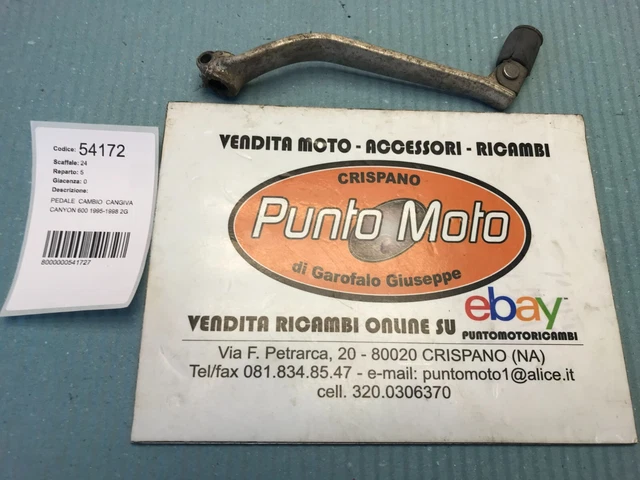 Codice: 54172
Scaffale: 24
Reparto: 5
Giacenza: 0
Descrizione:
PEDALE CAMBIO CANGIVA
CANYON 600 1995-1998 2G
8000000541727
VENDITA MOTO - ACCESSORI - RICAMBI
CRISPANO
Punto Moto
di Garofalo Giuseppe
ebay™
VENDITA RICAMBI ONLINE SU PUNTOMOTORICAMBI
Via F. Petrarca, 20 - 80020 CRISPANO (NA)
Tel/fax 081.834.85.47 - e-mail: puntomoto1@alice.it
cell. 320.0306370